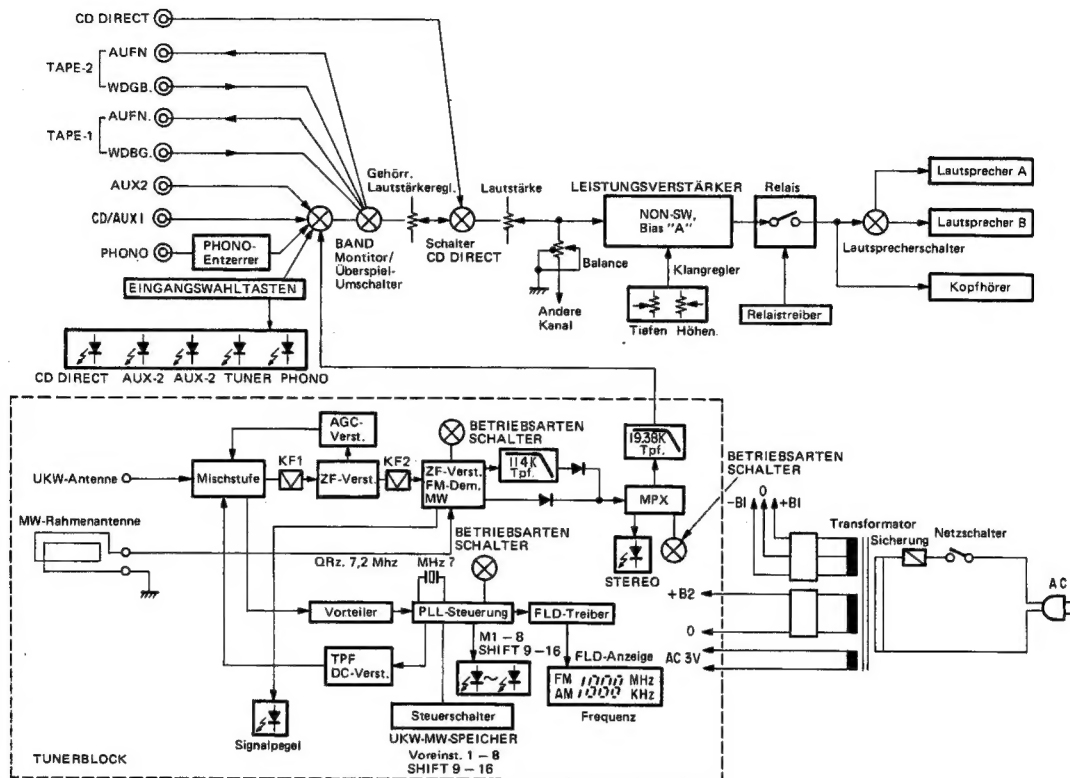 CD DIRECT
AUFN
TAPE-2
WDGB.
AUFN.
TAPE-1
WDBG.
AUX2
CD/AUX1
PHONO
PHONO-
Entzerrer
EINGANGSWAHLTASTEN
CD DIRECT AUX-2 AUX-2 TUNER PHONO
Gehörr.
Lautstärkeregl.
BAND
Montitor/
Überspiel-
Umschalter
Lautstärke
Schalter
CD DIRECT
Balance
Andere
Kanal
LEISTUNGSVERSTÄRKER
NON-SW,
Bias "A"
Klangregler
Tiefen Höhen.
Relais
Relaistreiber
Lautsprecher A
Lautsprecher B
Lautsprecherschalter
Kopfhörer
AGC-
Verst.
BETRIEBSARTEN
SCHALTER
UKW-Antenne
Mischstufe
KF1
ZF-Verst.
KF2
ZF-Verst.
FM-Dem.
MW
114K
Tpf.
19,38K
Tpf.
MPX
BETRIEBSARTEN
SCHALTER
STEREO
MW-Rahmenantenne
BETRIEBSARTEN
SCHALTER
QRz. 7,2 Mhz
MHz ?
Vorteiler
PLL-Steuerung
FLD-Treiber
TPF
DC-Verst.
M1 – 8
SHIFT 9 – 16
FLD-Anzeige
FM 1000 MHz
AM 1000 KHz
Frequenz
Signalpegel
Steuerschalter
UKW-MW-SPEICHER
Voreinst. 1 – 8
SHIFT 9 – 16
TUNERBLOCK
0
-B1 +B1
Transformator
Sicherung
Netzschalter
AC
+B2
0
AC 3V